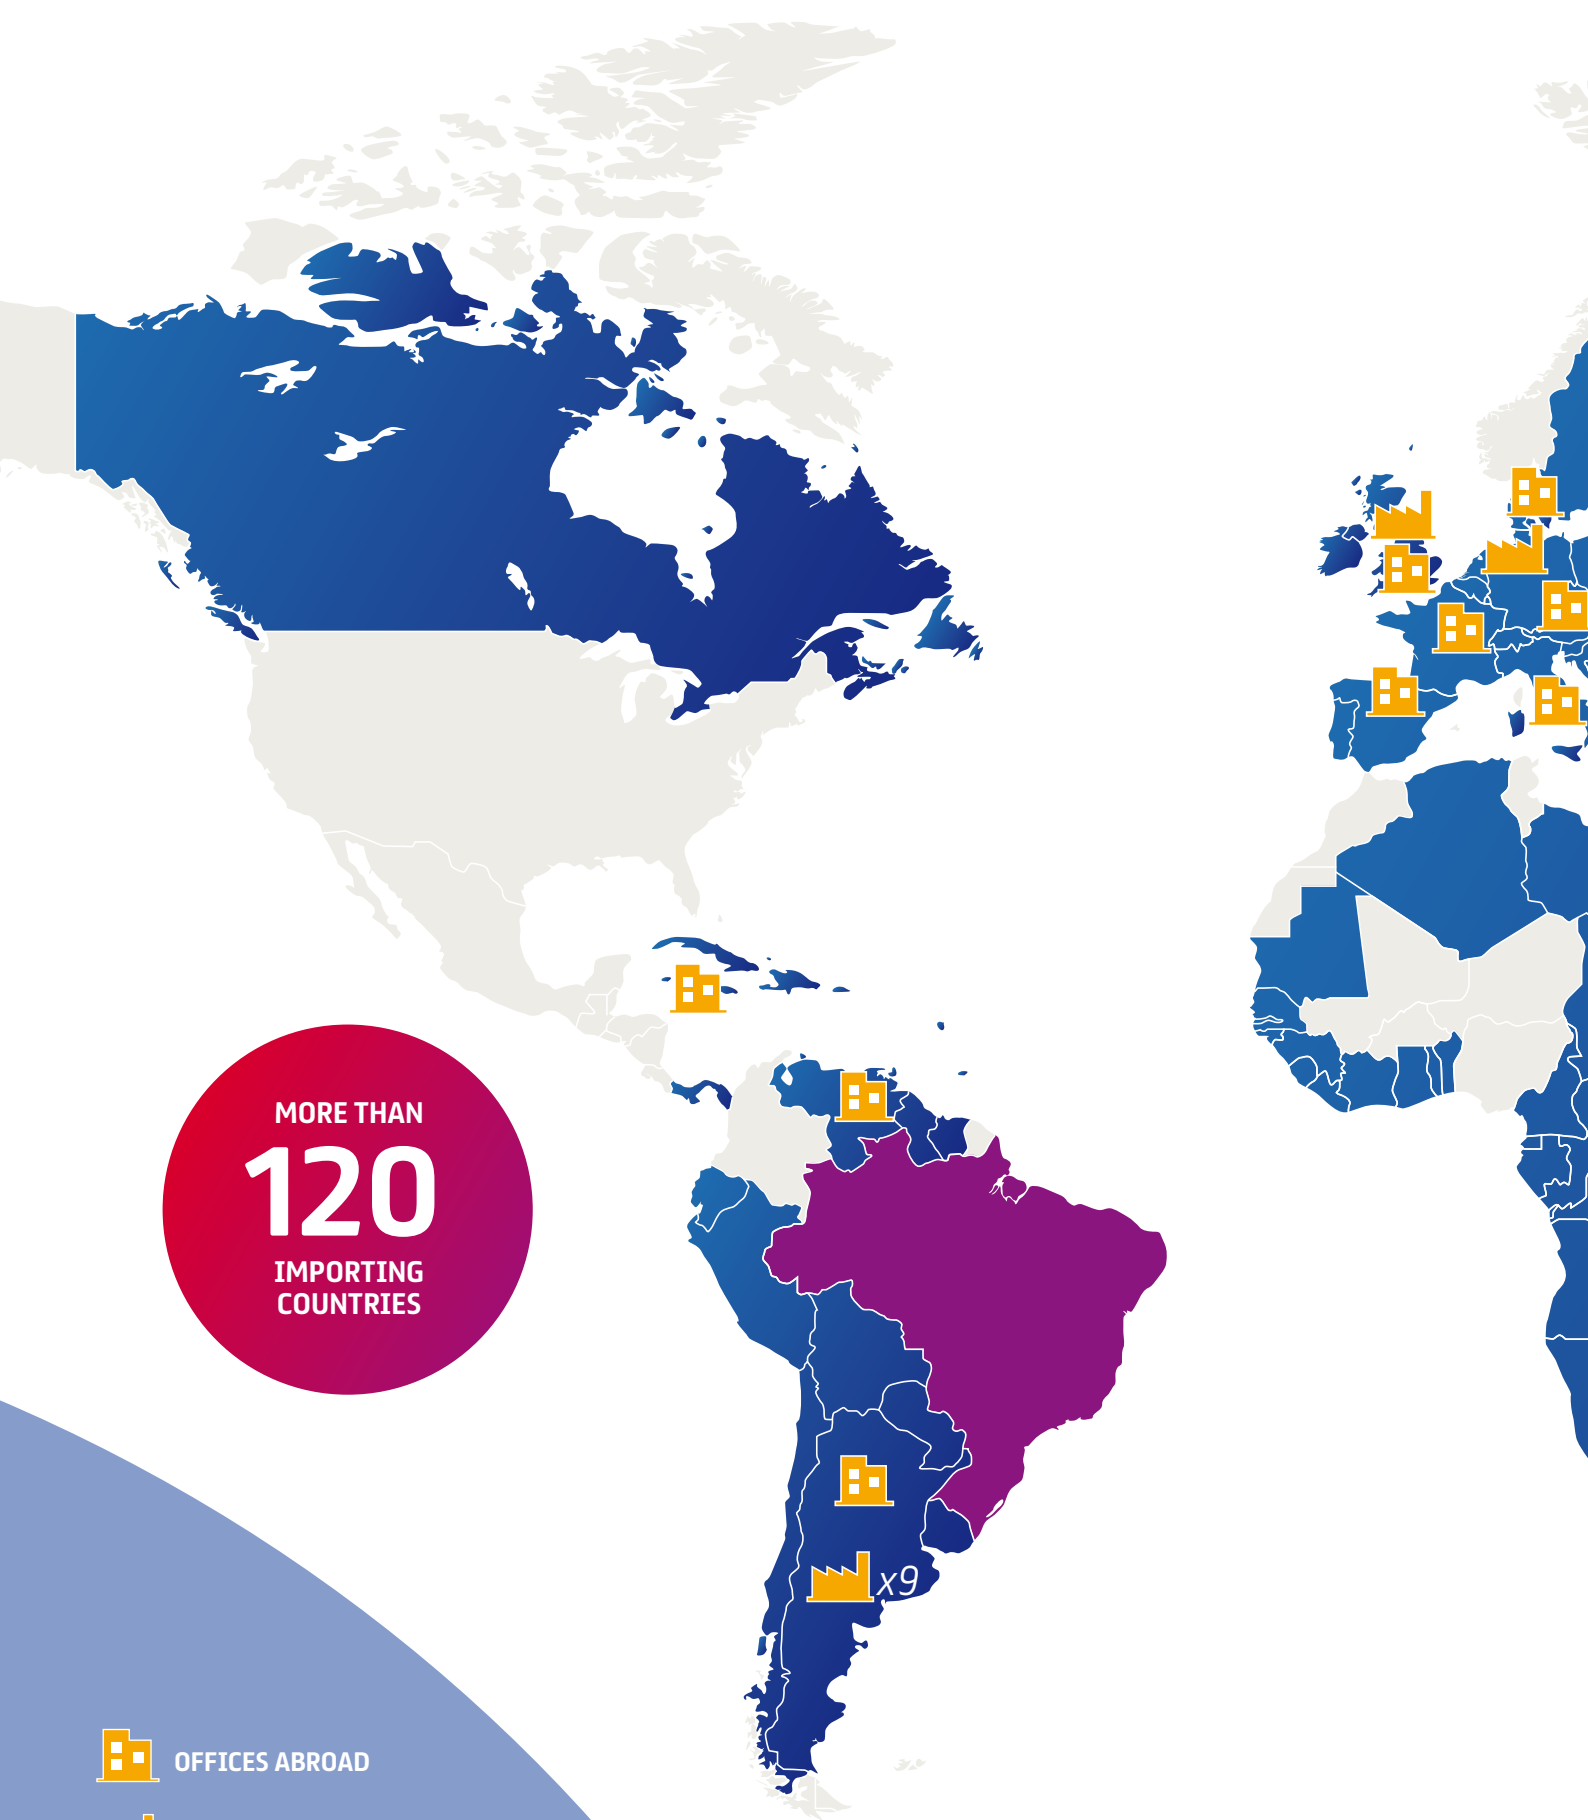 MORE THAN
120
IMPORTING
COUNTRIES
x9
OFFICES ABROAD